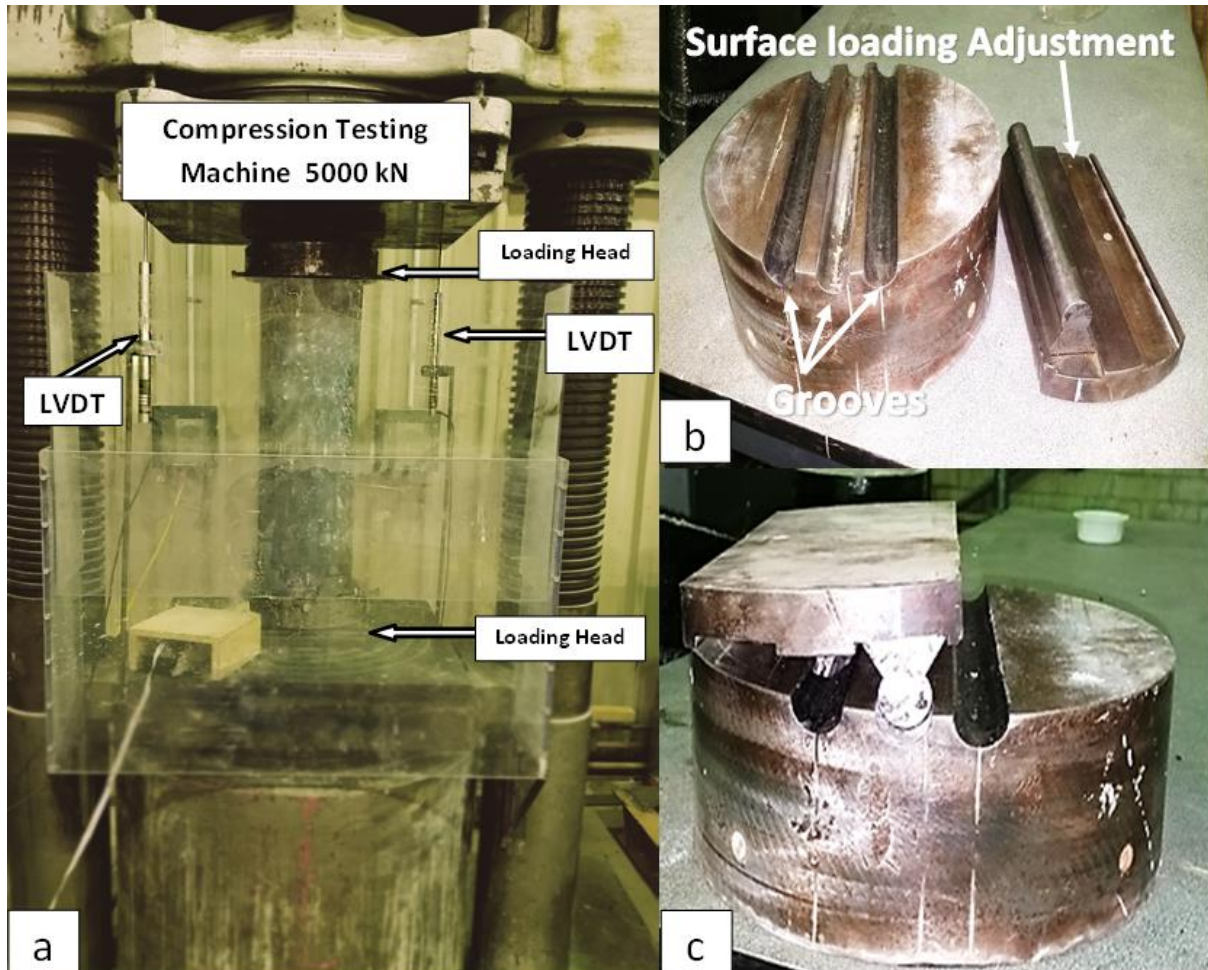 Compression Testing
Machine 5000 kN
Loading Head
LVDT
LVDT
Loading Head
a
Surface loading Adjustment
Grooves
b
c